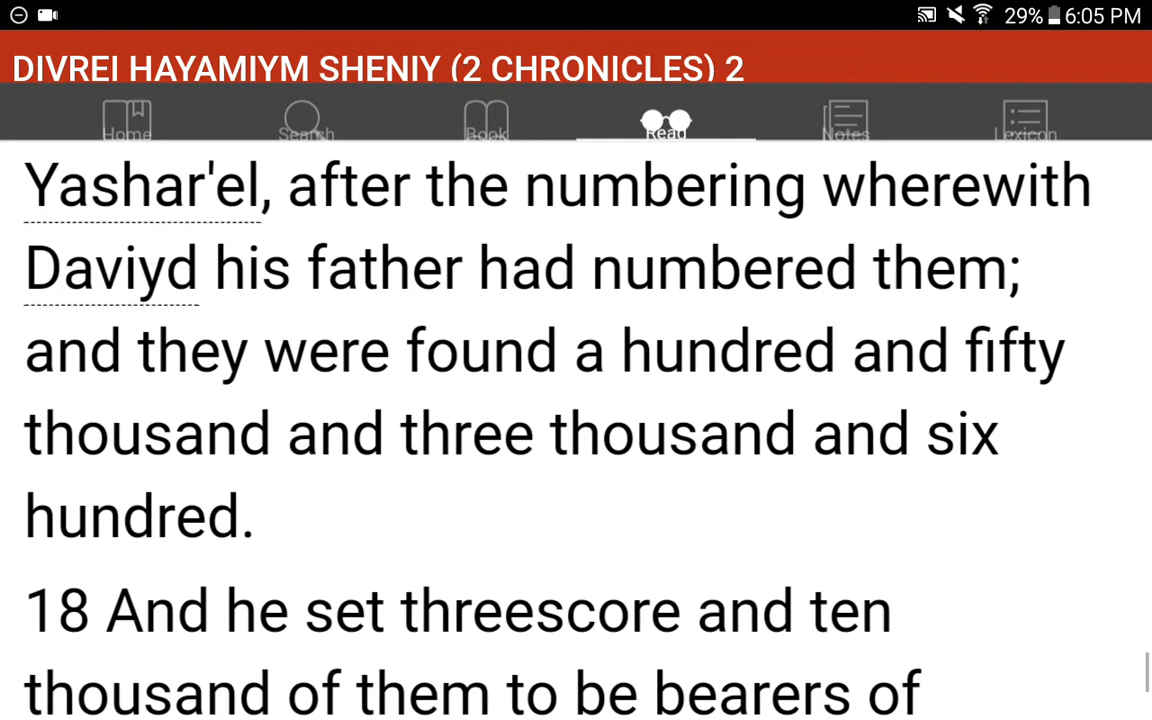 29% 6:05 PM
DIVREI HAYAMIYM SHENIY (2 CHRONICLES) 2
Home Search Book Read Notes Lexicon
Yashar'el, after the numbering wherewith
Daviyd his father had numbered them;
and they were found a hundred and fifty
thousand and three thousand and six
hundred.
18 And he set threescore and ten
thousand of them to be bearers of